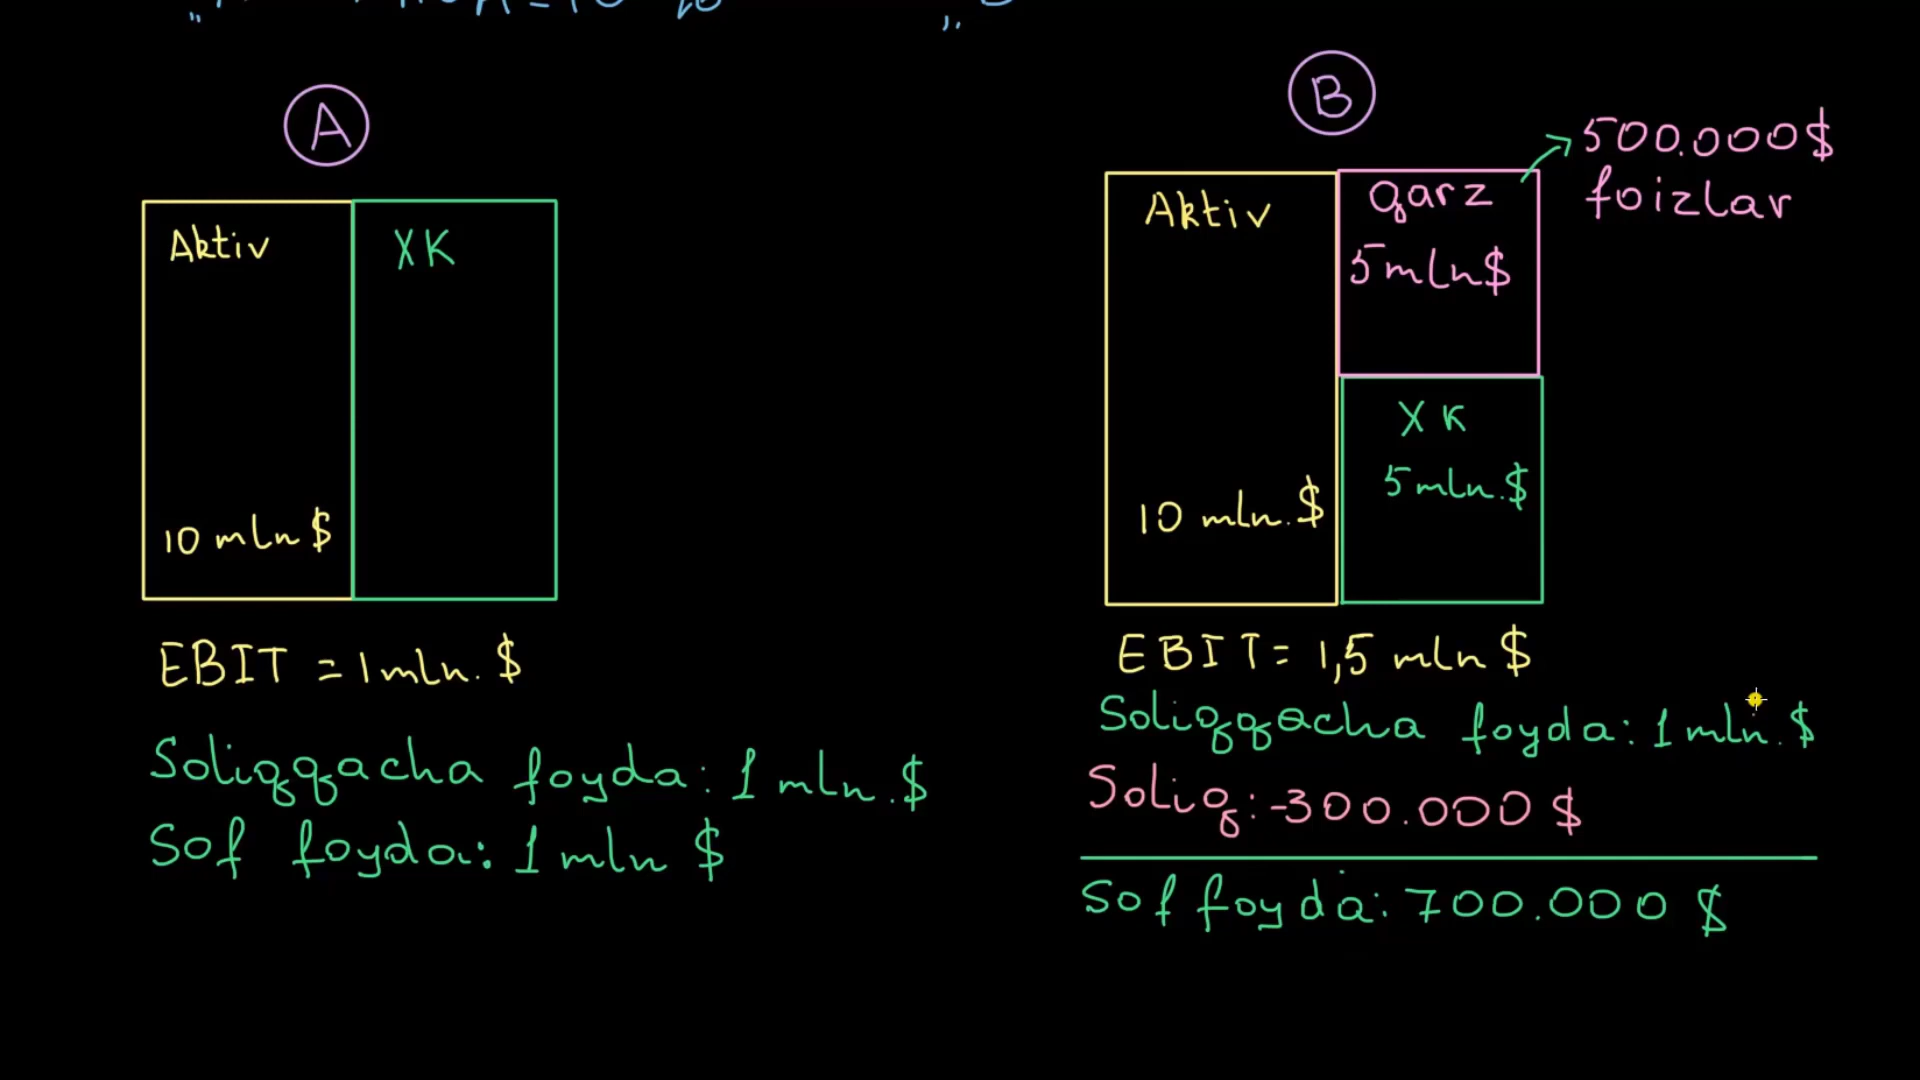 A
Aktiv
XK
10 mln $
EBIT = 1 mln. $
Soliqqacha foyda: 1 mln. $
Sof foyda: 1 mln $
B
500.000$
foizlar
Aktiv
qarz
5 mln $
XK
5 mln. $
10 mln. $
EBIT = 1,5 mln $
Soliqqacha foyda: 1 mln. $
Soliq: -300.000 $
Sof foyda: 700.000 $